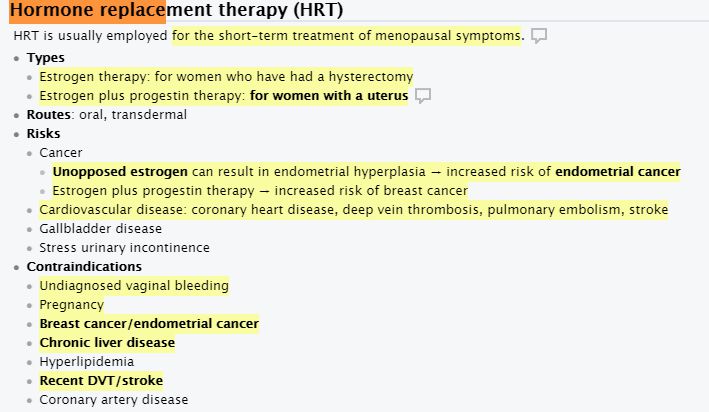 Hormone replacement therapy (HRT)
HRT is usually employed for the short-term treatment of menopausal symptoms.
Types
Estrogen therapy: for women who have had a hysterectomy
Estrogen plus progestin therapy: for women with a uterus
Routes: oral, transdermal
Risks
Cancer
Unopposed estrogen can result in endometrial hyperplasia → increased risk of endometrial cancer
Estrogen plus progestin therapy → increased risk of breast cancer
Cardiovascular disease: coronary heart disease, deep vein thrombosis, pulmonary embolism, stroke
Gallbladder disease
Stress urinary incontinence
Contraindications
Undiagnosed vaginal bleeding
Pregnancy
Breast cancer/endometrial cancer
Chronic liver disease
Hyperlipidemia
Recent DVT/stroke
Coronary artery disease